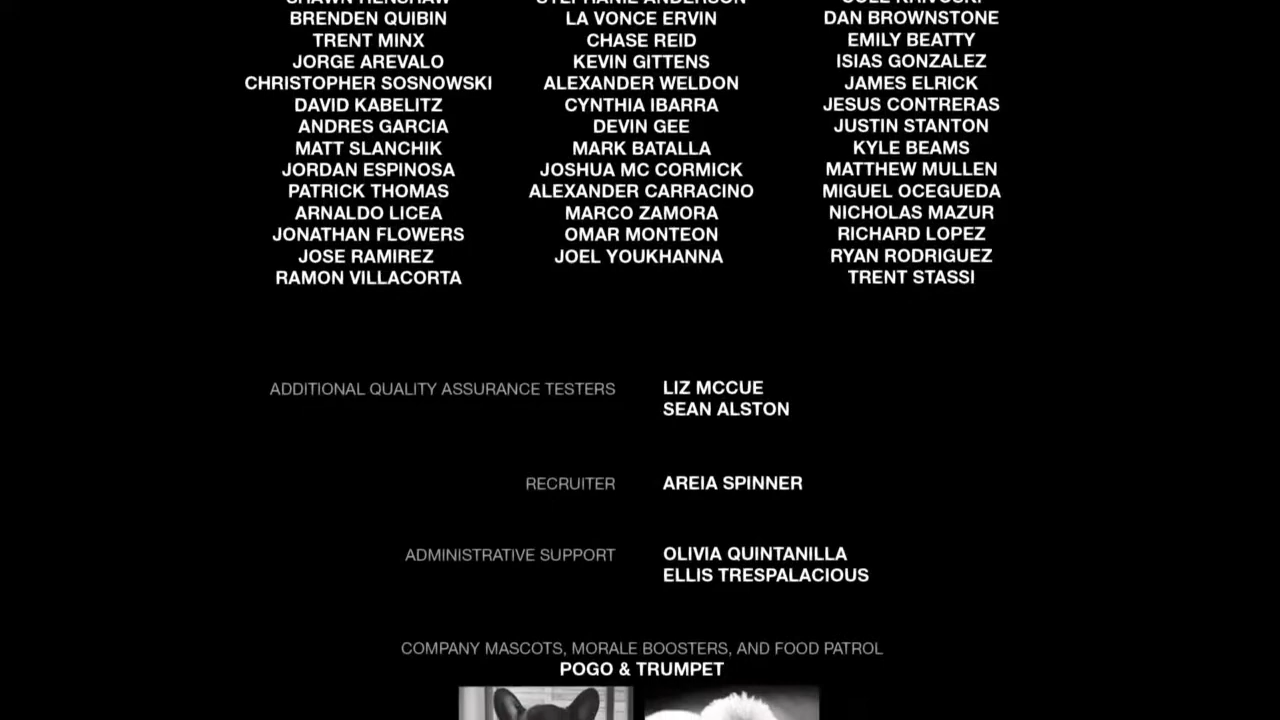 BRENDEN QUIBIN LA VONCE ERVIN DAN BROWNSTONE
TRENT MINX CHASE REID EMILY BEATTY
JORGE AREVALO KEVIN GITTENS ISIAS GONZALEZ
CHRISTOPHER SOSNOWSKI ALEXANDER WELDON JAMES ELRICK
DAVID KABELITZ CYNTHIA IBARRA JESUS CONTRERAS
ANDRES GARCIA DEVIN GEE JUSTIN STANTON
MATT SLANCHIK MARK BATALLA KYLE BEAMS
JORDAN ESPINOSA JOSHUA MC CORMICK MATTHEW MULLEN
PATRICK THOMAS ALEXANDER CARRACINO MIGUEL OCEGUEDA
ARNALDO LICEA MARCO ZAMORA NICHOLAS MAZUR
JONATHAN FLOWERS OMAR MONTEON RICHARD LOPEZ
JOSE RAMIREZ JOEL YOUKHANNA RYAN RODRIGUEZ
RAMON VILLACORTA TRENT STASSI
ADDITIONAL QUALITY ASSURANCE TESTERS LIZ MCCUE
SEAN ALSTON
RECRUITER AREIA SPINNER
ADMINISTRATIVE SUPPORT OLIVIA QUINTANILLA
ELLIS TRESPALACIOUS
COMPANY MASCOTS, MORALE BOOSTERS, AND FOOD PATROL
POGO & TRUMPET